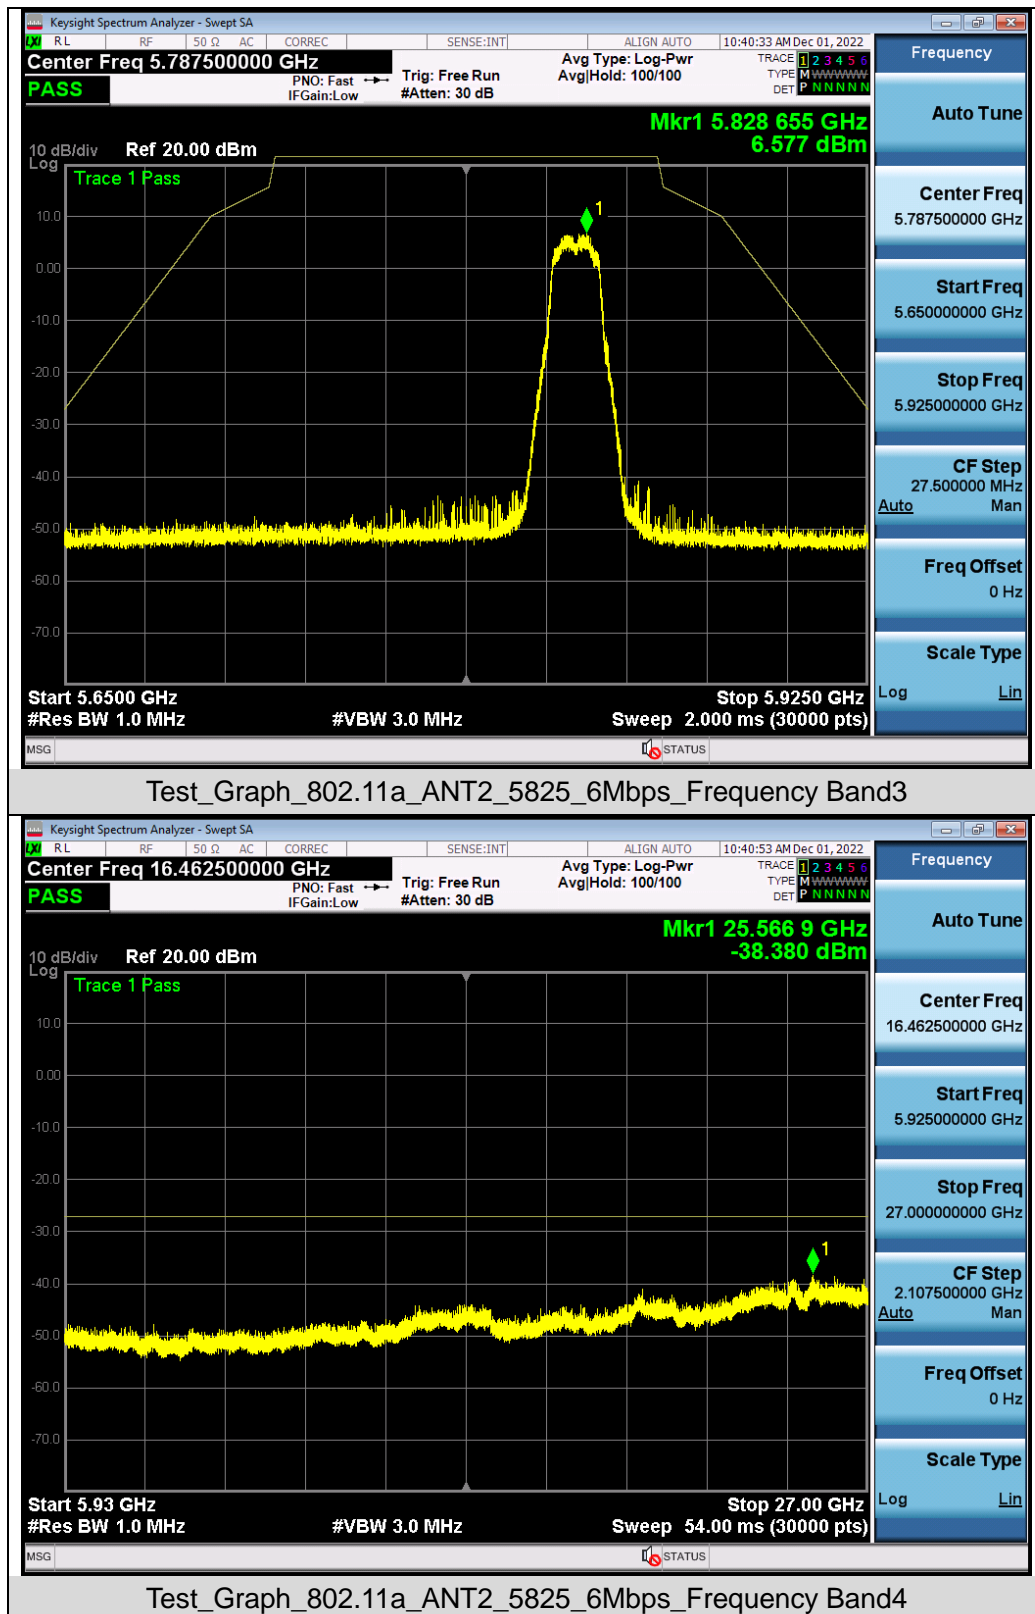 Keysight Spectrum Analyzer - Swept SA
LXI RL RF 50 Ω AC CORREC SENSE:INT ALIGN AUTO 10:40:33 AM Dec 01, 2022
Center Freq 5.787500000 GHz
PASS
PNO: Fast
IFGain:Low
Trig: Free Run
#Atten: 30 dB
Avg Type: Log-Pwr
Avg|Hold: 100/100
TRACE 1 2 3 4 5 6
TYPE M WWWWW
DET P N N N N N
Mkr1 5.828 655 GHz
6.577 dBm
10 dB/div Ref 20.00 dBm
Log
Trace 1 Pass
1
10.0
0.00
-10.0
-20.0
-30.0
-40.0
-50.0
-60.0
-70.0
Start 5.6500 GHz Stop 5.9250 GHz
#Res BW 1.0 MHz #VBW 3.0 MHz Sweep 2.000 ms (30000 pts)
MSG STATUS
Frequency
Auto Tune
Center Freq
5.787500000 GHz
Start Freq
5.650000000 GHz
Stop Freq
5.925000000 GHz
CF Step
27.500000 MHz
Auto Man
Freq Offset
0 Hz
Scale Type
Log Lin
Test_Graph_802.11a_ANT2_5825_6Mbps_Frequency Band3
Keysight Spectrum Analyzer - Swept SA
LXI RL RF 50 Ω AC CORREC SENSE:INT ALIGN AUTO 10:40:53 AM Dec 01, 2022
Center Freq 16.462500000 GHz
PASS
PNO: Fast
IFGain:Low
Trig: Free Run
#Atten: 30 dB
Avg Type: Log-Pwr
Avg|Hold: 100/100
TRACE 1 2 3 4 5 6
TYPE M WWWWW
DET P N N N N N
Mkr1 25.566 9 GHz
-38.380 dBm
10 dB/div Ref 20.00 dBm
Log
Trace 1 Pass
1
10.0
0.00
-10.0
-20.0
-30.0
-40.0
-50.0
-60.0
-70.0
Start 5.93 GHz Stop 27.00 GHz
#Res BW 1.0 MHz #VBW 3.0 MHz Sweep 54.00 ms (30000 pts)
MSG STATUS
Frequency
Auto Tune
Center Freq
16.462500000 GHz
Start Freq
5.925000000 GHz
Stop Freq
27.000000000 GHz
CF Step
2.107500000 GHz
Auto Man
Freq Offset
0 Hz
Scale Type
Log Lin
Test_Graph_802.11a_ANT2_5825_6Mbps_Frequency Band4